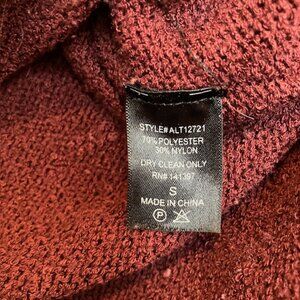 STYLE# ALT12721
70% POLYESTER
30% NYLON
DRY CLEAN ONLY
RN# 141397
S
MADE IN CHINA
P